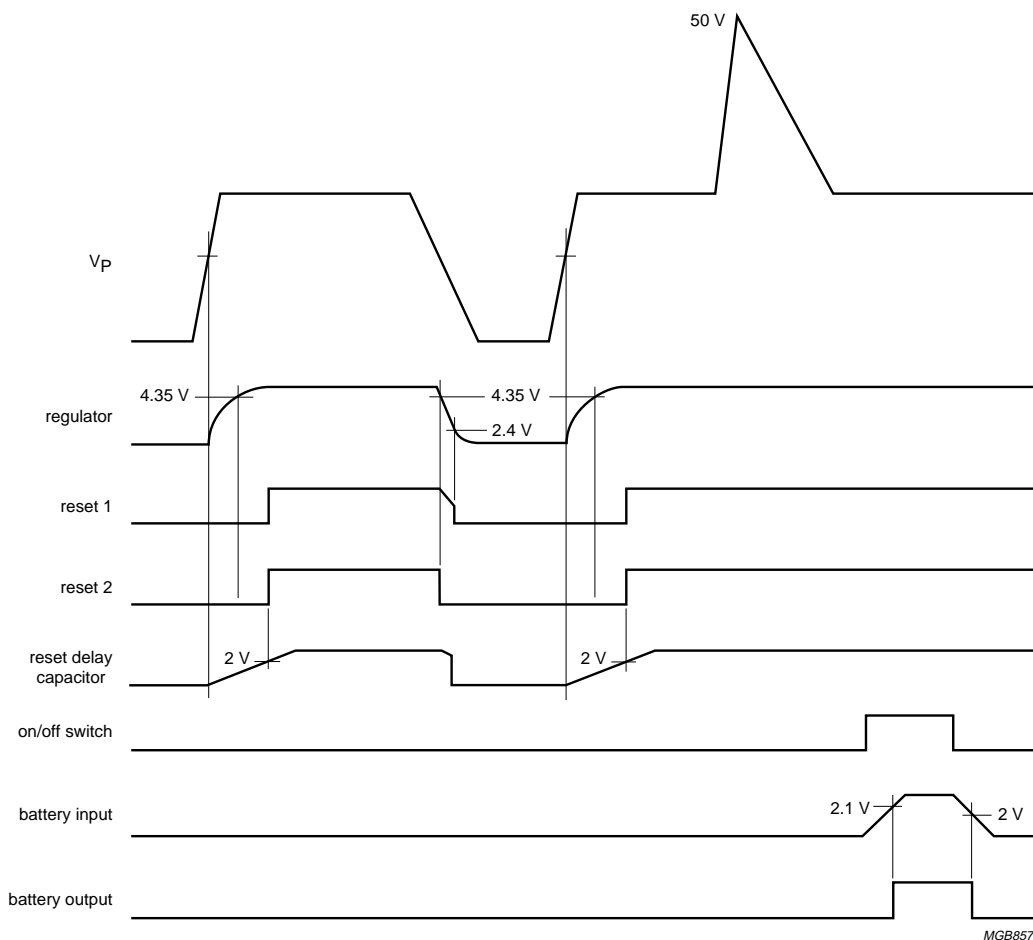 50 V
VP
4.35 V
4.35 V
regulator
2.4 V
reset 1
reset 2
reset delay
capacitor
2 V
2 V
on/off switch
battery input
2.1 V
2 V
battery output
MGB857